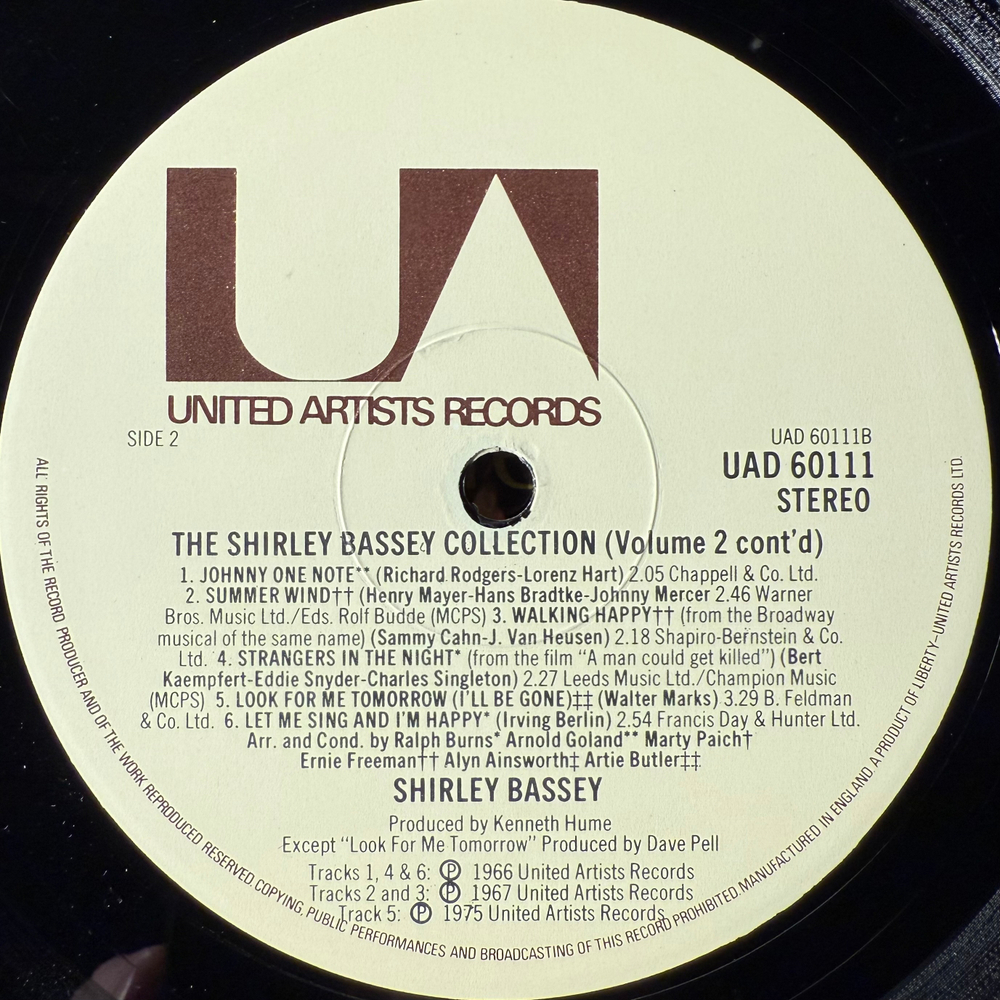 UA
UNITED ARTISTS RECORDS
SIDE 2
UAD 60111B
UAD 60111
STEREO
THE SHIRLEY BASSEY COLLECTION (Volume 2 cont'd)
1. JOHNNY ONE NOTE** (Richard Rodgers-Lorenz Hart) 2.05 Chappell & Co. Ltd.
2. SUMMER WIND†† (Henry Mayer-Hans Bradtke-Johnny Mercer 2.46 Warner
Bros. Music Ltd./Eds. Rolf Budde (MCPS) 3. WALKING HAPPY†† (from the Broadway
musical of the same name) (Sammy Cahn-J. Van Heusen) 2.18 Shapiro-Bernstein & Co.
Ltd. 4. STRANGERS IN THE NIGHT* (from the film "A man could get killed") (Bert
Kaempfert-Eddie Snyder-Charles Singleton) 2.27 Leeds Music Ltd./Champion Music
(MCPS) 5. LOOK FOR ME TOMORROW (I'LL BE GONE)‡‡ (Walter Marks) 3.29 B. Feldman
& Co. Ltd. 6. LET ME SING AND I'M HAPPY* (Irving Berlin) 2.54 Francis Day & Hunter Ltd.
Arr. and Cond. by Ralph Burns* Arnold Goland** Marty Paich†
Ernie Freeman†† Alyn Ainsworth‡ Artie Butler‡‡
SHIRLEY BASSEY
Produced by Kenneth Hume
Except "Look For Me Tomorrow" Produced by Dave Pell
Tracks 1, 4 & 6: ℗ 1966 United Artists Records
Tracks 2 and 3: ℗ 1967 United Artists Records
Track 5: ℗ 1975 United Artists Records
ALL RIGHTS OF THE RECORD PRODUCER AND OF THE WORK REPRODUCED RESERVED. COPYING, PUBLIC PERFORMANCES AND BROADCASTING OF THIS RECORD PROHIBITED. MANUFACTURED IN ENGLAND. A PRODUCT OF LIBERTY-UNITED ARTISTS RECORDS LTD.